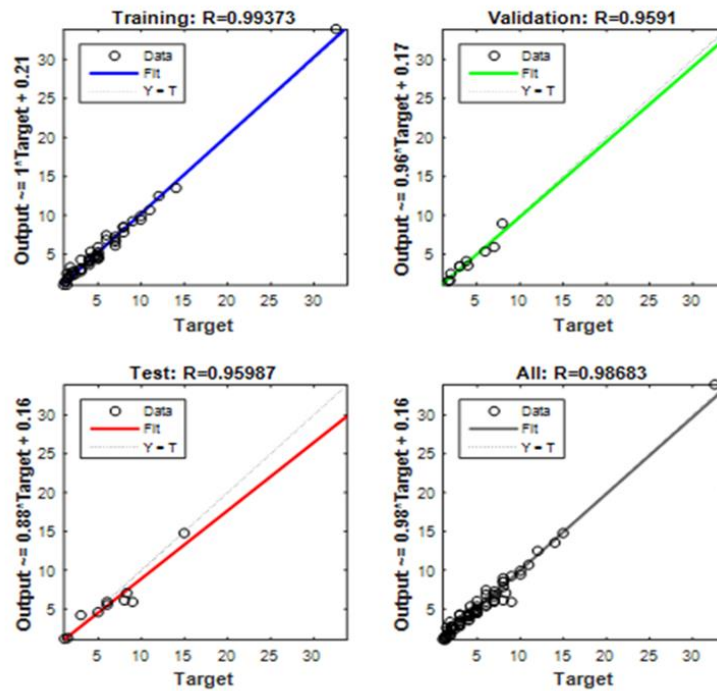 Training: R=0.99373
Output ~= 1*Target + 0.21
Data
Fit
Y = T
30
25
20
15
10
5
5 10 15 20 25 30
Target
Validation: R=0.9591
Output ~= 0.96*Target + 0.17
Data
Fit
Y = T
30
25
20
15
10
5
5 10 15 20 25 30
Target
Test: R=0.95987
Output ~= 0.88*Target + 0.16
Data
Fit
Y = T
30
25
20
15
10
5
5 10 15 20 25 30
Target
All: R=0.98683
Output ~= 0.98*Target + 0.16
Data
Fit
Y = T
30
25
20
15
10
5
5 10 15 20 25 30
Target